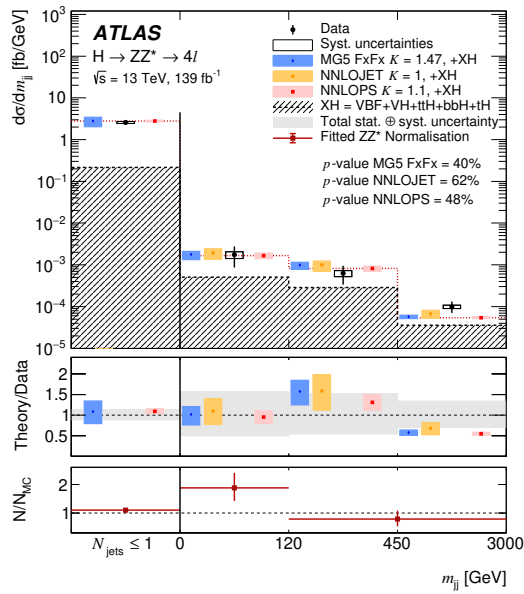 ATLAS
H → ZZ* → 4l
√s = 13 TeV, 139 fb⁻¹
Data
Syst. uncertainties
MG5 FxFx K = 1.47, +XH
NNLOJET K = 1, +XH
NNLOPS K = 1.1, +XH
XH = VBF+VH+ttH+bbH+tH
Total stat. ⊕ syst. uncertainty
Fitted ZZ* Normalisation
p-value MG5 FxFx = 40%
p-value NNLOJET = 62%
p-value NNLOPS = 48%
dσ/dm_jj [fb/GeV]
10³
10²
10
1
10⁻¹
10⁻²
10⁻³
10⁻⁴
10⁻⁵
Theory/Data
2
1.5
1
0.5
N/N_MC
2
1
N_jets ≤ 1
0 120 450 3000
m_jj [GeV]